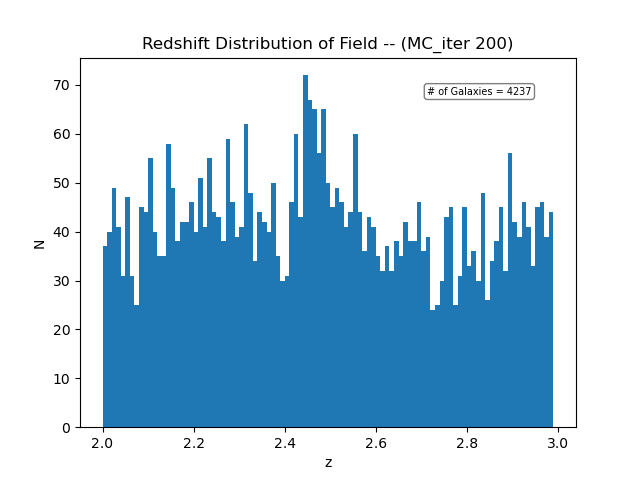 Redshift Distribution of Field -- (MC_iter 200)
# of Galaxies = 4237
70
60
50
40
30
20
10
0
N
2.0 2.2 2.4 2.6 2.8 3.0
z